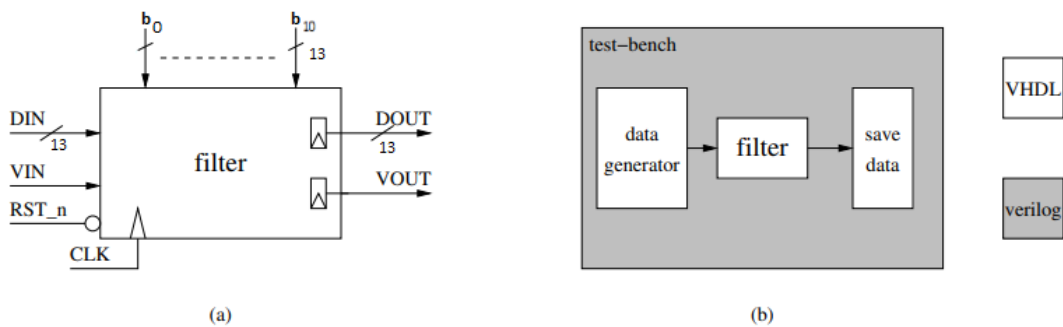 b0
b10
13
DIN
13
VIN
RST_n
CLK
filter
DOUT
13
VOUT
(a)
test-bench
data
generator
filter
save
data
VHDL
verilog
(b)